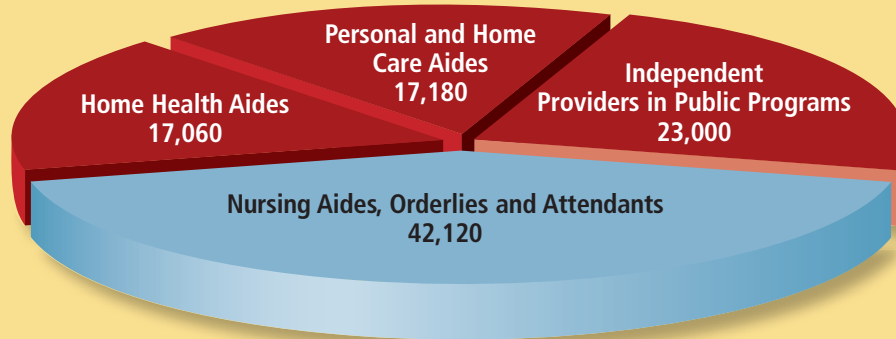 Personal and Home
Care Aides
17,180
Independent
Providers in Public Programs
23,000
Home Health Aides
17,060
Nursing Aides, Orderlies and Attendants
42,120